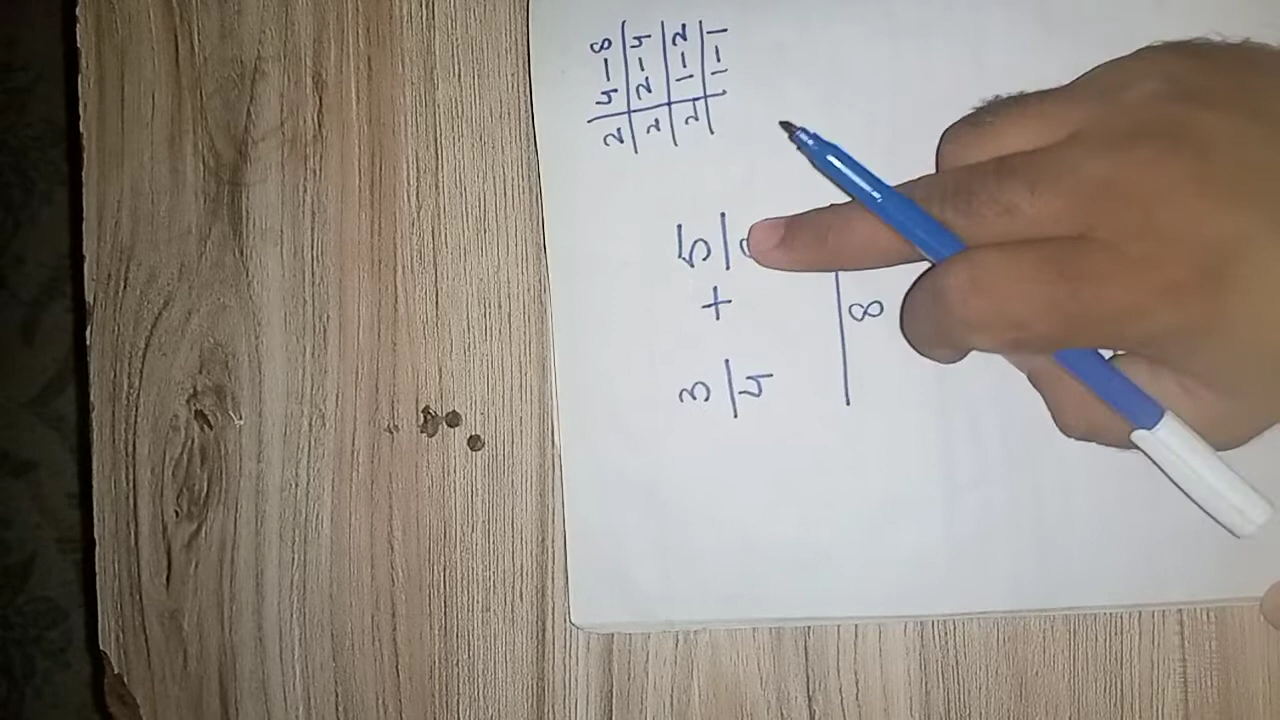 2 | 4 - 8
2 | 2 - 4
2 | 1 - 2
1 - 1
3 + 5
4
8